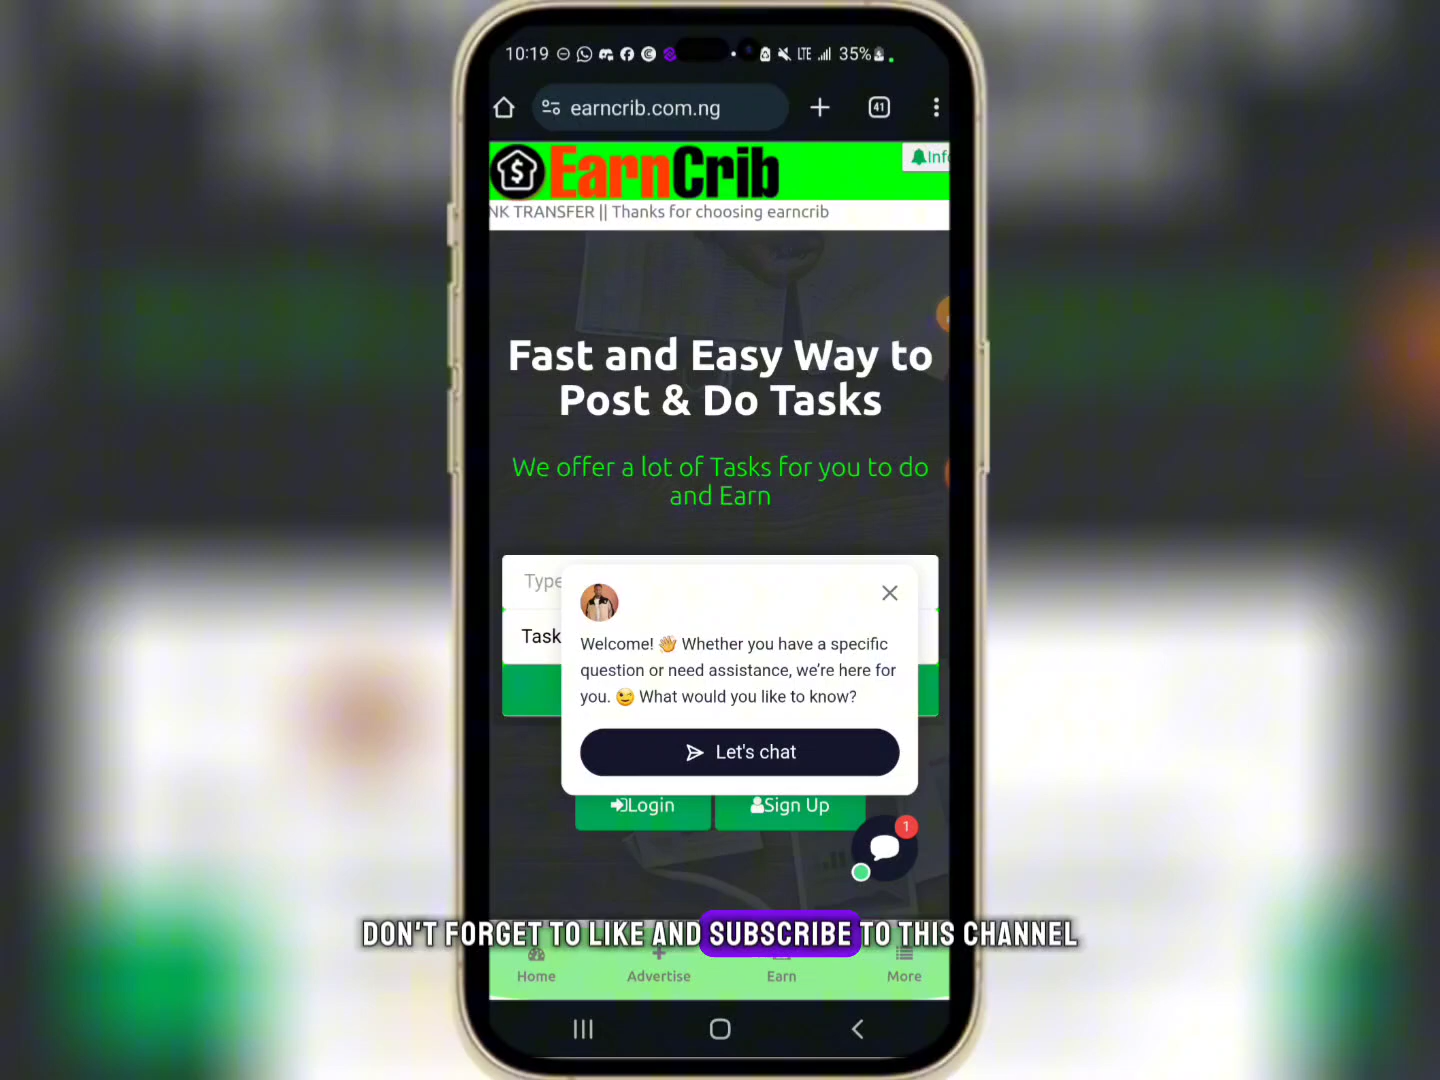 10:19
LTE 35%
earncrib.com.ng
41
EarnCrib
Inf
NK TRANSFER || Thanks for choosing earncrib
Fast and Easy Way to
Post & Do Tasks
We offer a lot of Tasks for you to do
and Earn
Type
Task
Welcome! 👋 Whether you have a specific
question or need assistance, we're here for
you. 😉 What would you like to know?
Let's chat
Login
Sign Up
1
DON'T FORGET TO LIKE AND SUBSCRIBE TO THIS CHANNEL
Home
Advertise
Earn
More